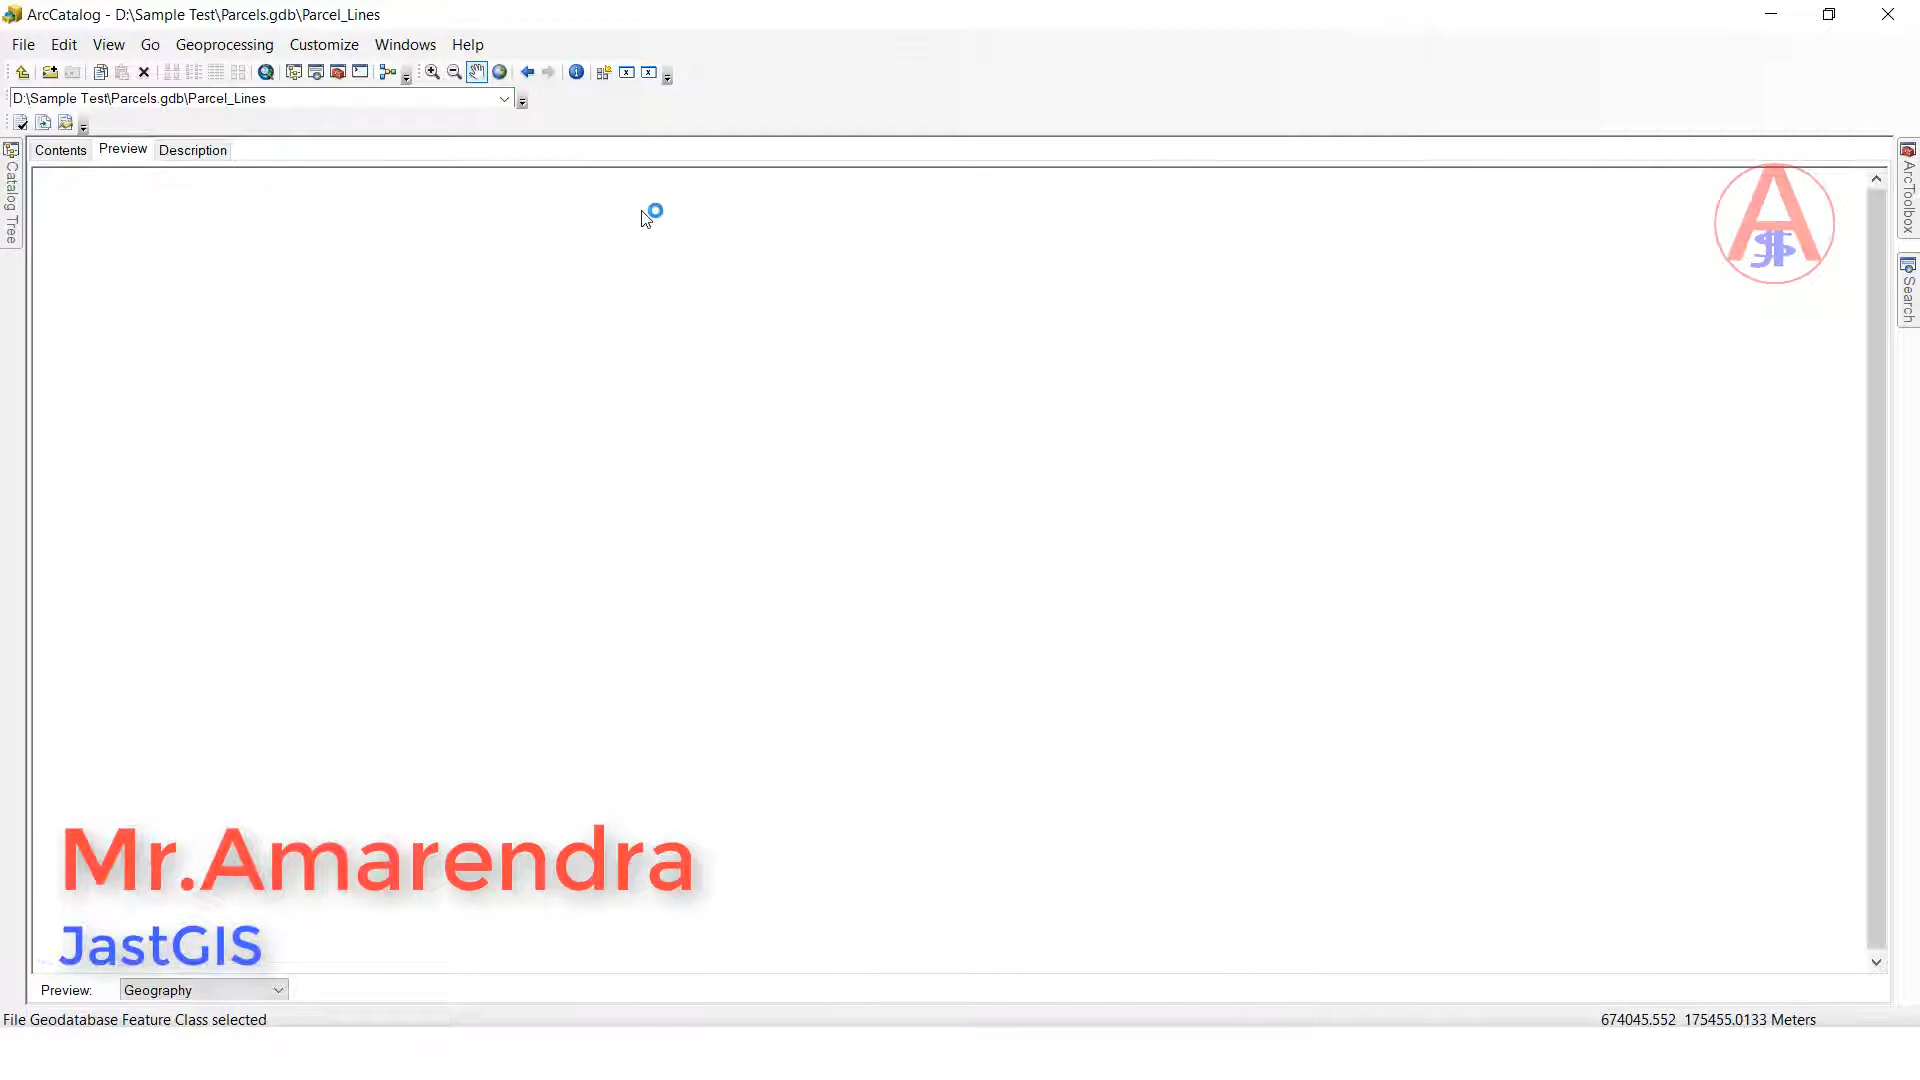 ArcCatalog - D:\Sample Test\Parcels.gdb\Parcel_Lines
File Edit View Go Geoprocessing Customize Windows Help
D:\Sample Test\Parcels.gdb\Parcel_Lines
Contents Preview Description
Catalog Tree
ArcToolbox
Search
Mr.Amarendra
JastGIS
Preview: Geography
File Geodatabase Feature Class selected
674045.552 175455.0133 Meters